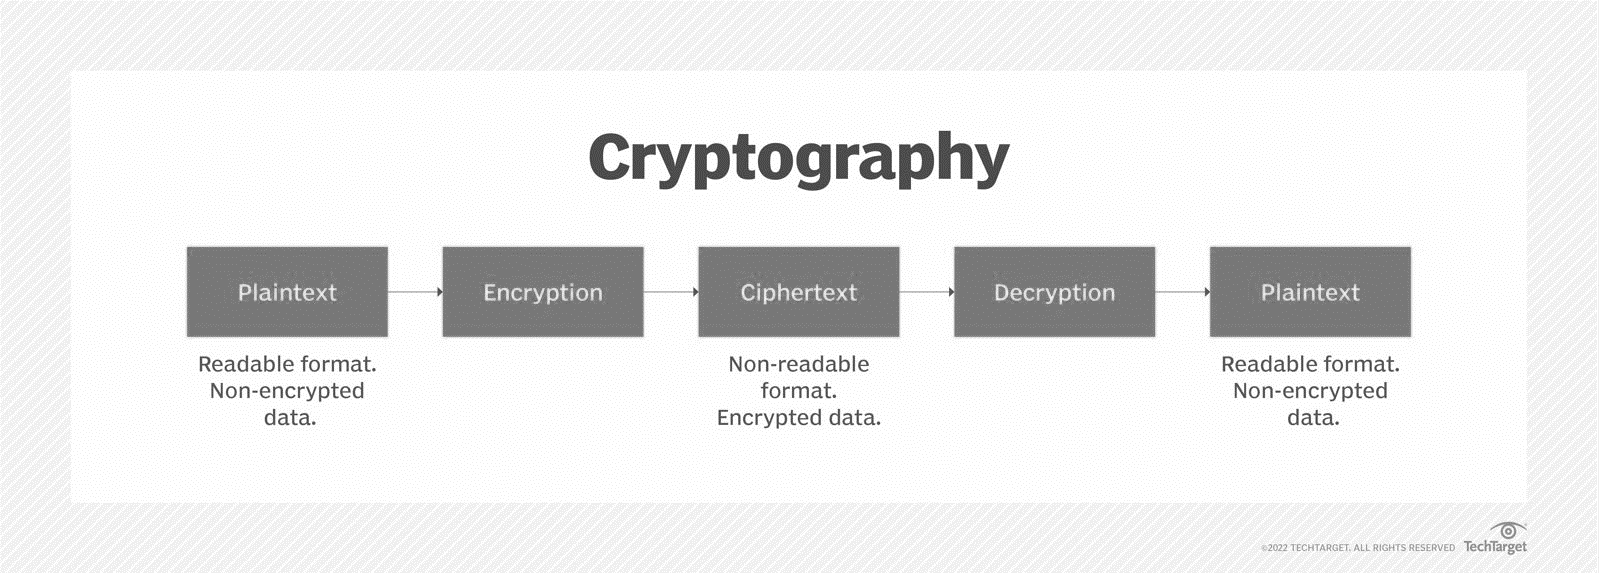 Cryptography
Plaintext
Encryption
Ciphertext
Decryption
Plaintext
Readable format.
Non-encrypted
data.
Non-readable
format.
Encrypted data.
Readable format.
Non-encrypted
data.
©2022 TECHTARGET. ALL RIGHTS RESERVED
TechTarget